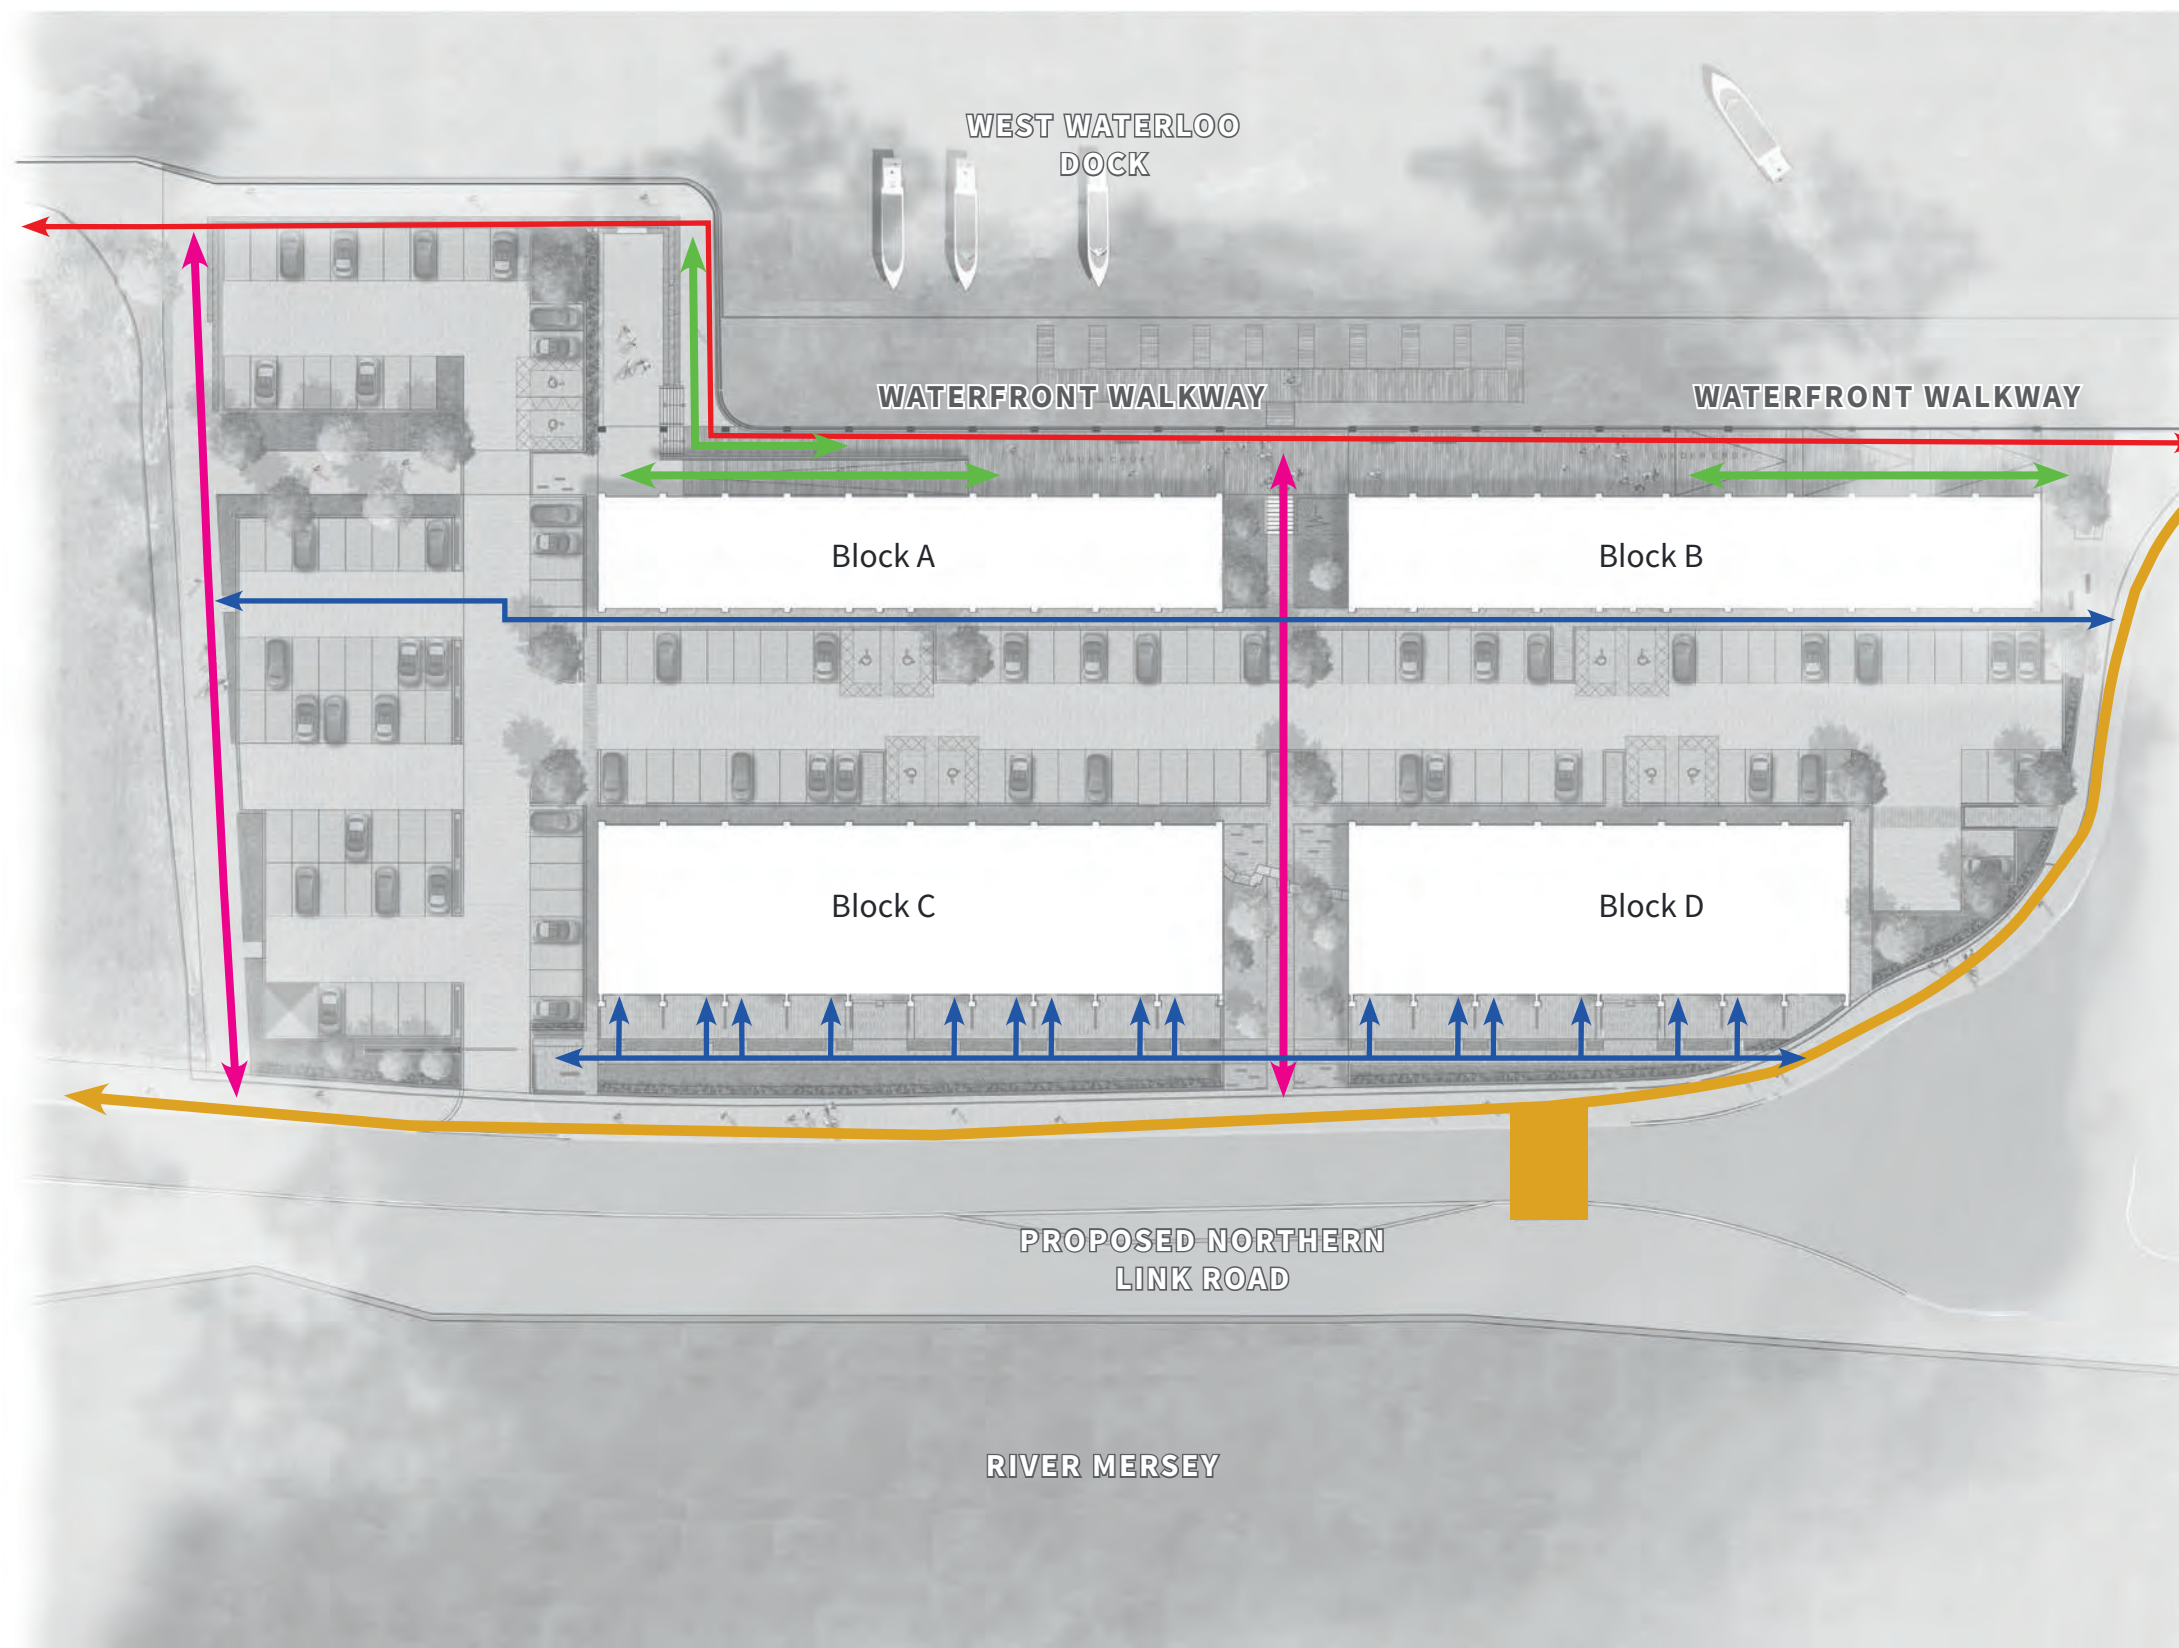 WEST WATERLOO
DOCK
WATERFRONT WALKWAY
WATERFRONT WALKWAY
Block A
Block B
Block C
Block D
PROPOSED NORTHERN
LINK ROAD
RIVER MERSEY